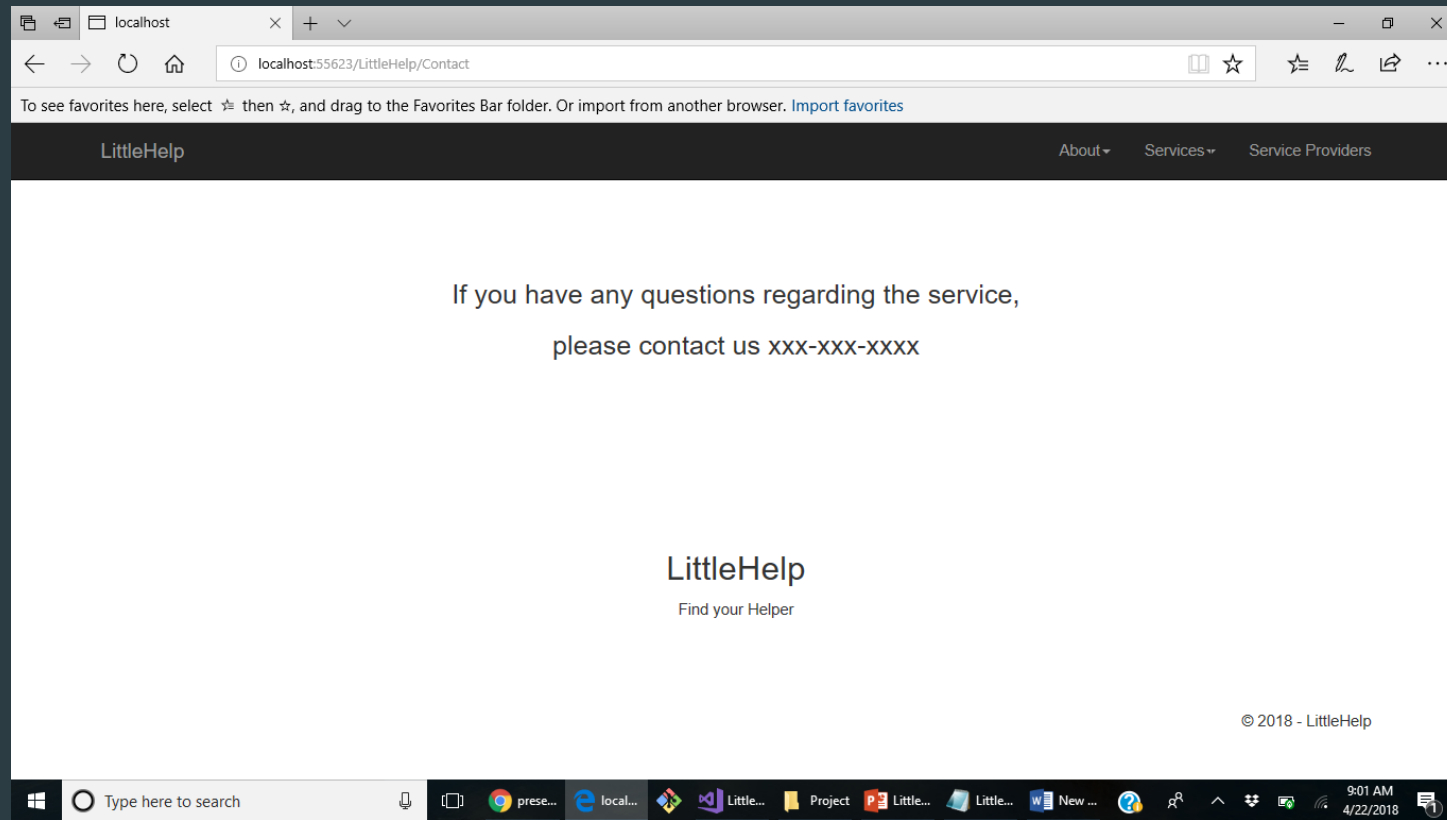 localhost
localhost:55623/LittleHelp/Contact
To see favorites here, select then , and drag to the Favorites Bar folder. Or import from another browser. Import favorites
LittleHelp About Services Service Providers
If you have any questions regarding the service,
please contact us xxx-xxx-xxxx
LittleHelp
Find your Helper
© 2018 - LittleHelp
Type here to search prese... local... Little... Project Little... Little... New ... 9:01 AM
4/22/2018 1